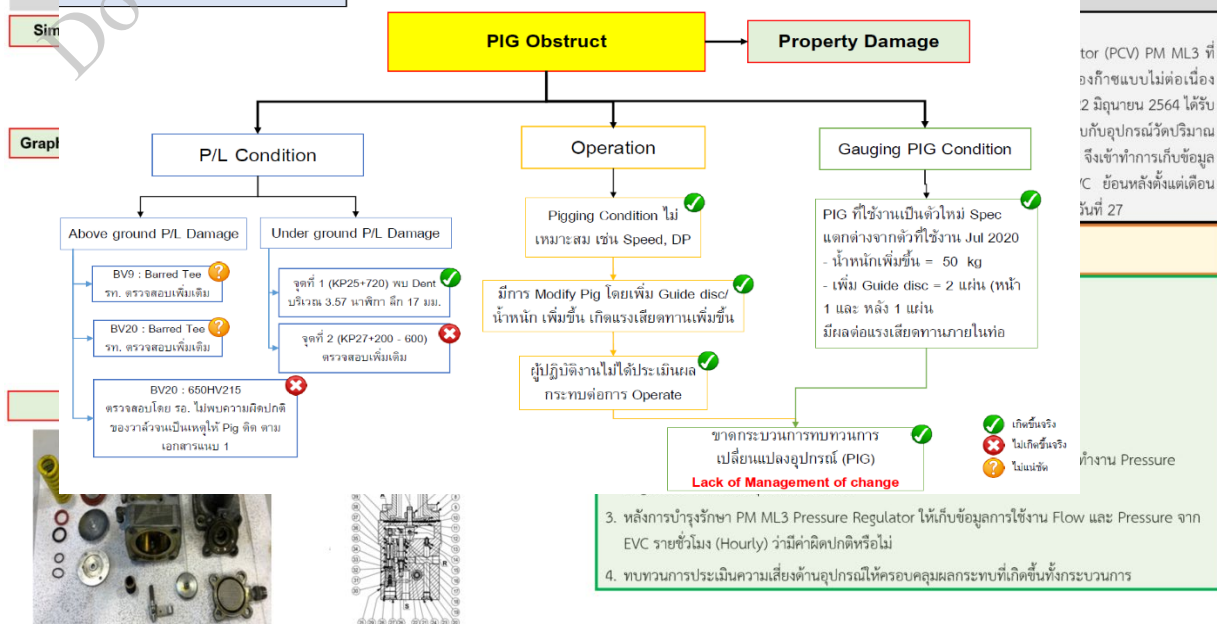 Sim
Do
PIG Obstruct
Property Damage
tor (PCV) PM ML3 ที่
องก๊าซแบบไม่ต่อเนื่อง
22 มิถุนายน 2564 ได้รับ
บกับอุปกรณ์วัดปริมาณ
จึงเข้าทำการเก็บข้อมูล
VC ย้อนหลังตั้งแต่เดือน
วันที่ 27
Graph
P/L Condition
Operation
Gauging PIG Condition
Above ground P/L Damage
Under ground P/L Damage
BV9 : Barred Tee
รท. ตรวจสอบเพิ่มเติม
BV20 : Barred Tee
รท. ตรวจสอบเพิ่มเติม
BV20 : 650HV215
ตรวจสอบโดย รอ. ไม่พบความผิดปกติ
ของวาล์วจนเป็นเหตุให้ Pig ติด ตาม
เอกสารแนบ 1
จุดที่ 1 (KP25+720) พบ Dent
บริเวณ 3.57 นาฬิกา ลึก 17 มม.
จุดที่ 2 (KP27+200 - 600)
ตรวจสอบเพิ่มเติม
Pigging Condition ไม่
เหมาะสม เช่น Speed, DP
มีการ Modify Pig โดยเพิ่ม Guide disc/
น้ำหนัก เพิ่มขึ้น เกิดแรงเสียดทานเพิ่มขึ้น
ผู้ปฏิบัติงานไม่ได้ประเมินผล
กระทบต่อการ Operate
PIG ที่ใช้งานเป็นตัวใหม่ Spec
แตกต่างจากตัวที่ใช้งาน Jul 2020
- น้ำหนักเพิ่มขึ้น = 50 kg
- เพิ่ม Guide disc = 2 แผ่น (หน้า
1 และ หลัง 1 แผ่น
มีผลต่อแรงเสียดทานภายในท่อ
ขาดกระบวนการทบทวนการ
เปลี่ยนแปลงอุปกรณ์ (PIG)
Lack of Management of change
เกิดขึ้นจริง
ไม่เกิดขึ้นจริง
ไม่แน่ชัด
ทำงาน Pressure
3. หลังการบำรุงรักษา PM ML3 Pressure Regulator ให้เก็บข้อมูลการใช้งาน Flow และ Pressure จาก
EVC รายชั่วโมง (Hourly) ว่ามีค่าผิดปกติหรือไม่
4. ทบทวนการประเมินความเสี่ยงด้านอุปกรณ์ให้ครอบคลุมผลกระทบที่เกิดขึ้นทั้งกระบวนการ